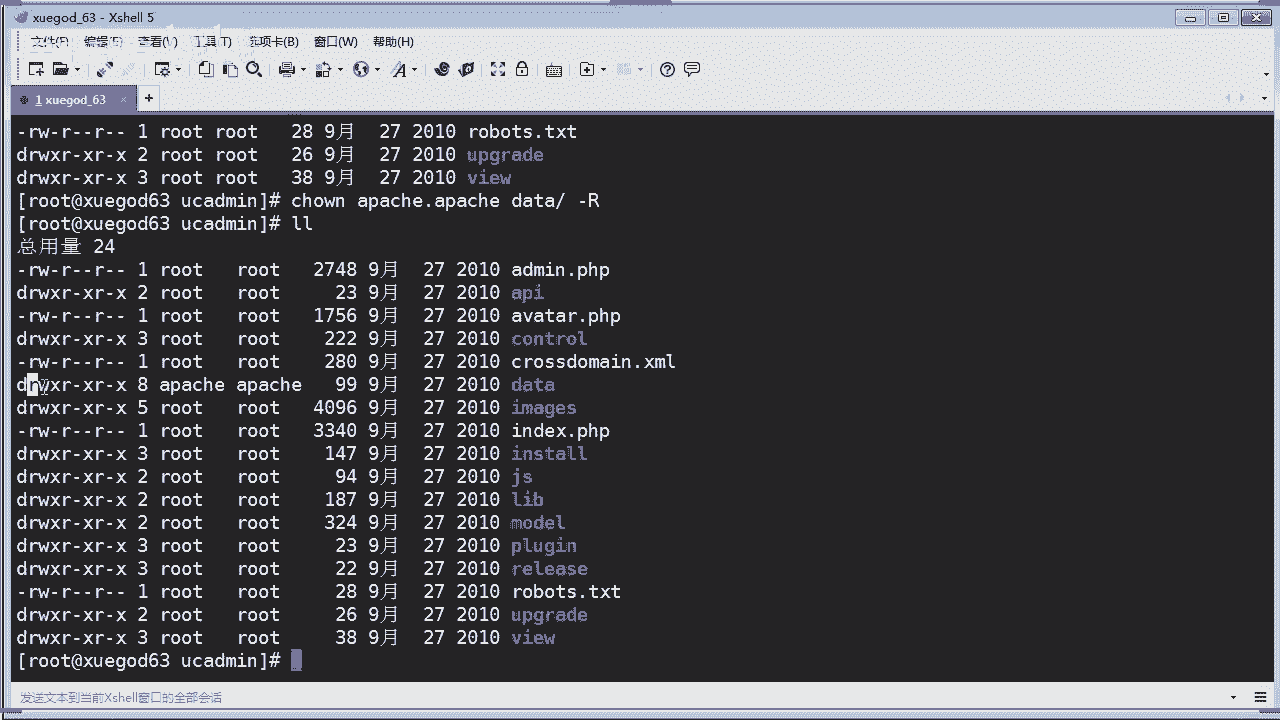 xuegod_63 - Xshell 5
文件(F) 编辑(E) 查看(V) 工具(T) 选项卡(B) 窗口(W) 帮助(H)
1 xuegod_63 × +
-rw-r--r-- 1 root root 28 9月 27 2010 robots.txt
drwxr-xr-x 2 root root 26 9月 27 2010 upgrade
drwxr-xr-x 3 root root 38 9月 27 2010 view
[root@xuegod63 ucadmin]# chown apache.apache data/ -R
[root@xuegod63 ucadmin]# ll
总用量 24
-rw-r--r-- 1 root root 2748 9月 27 2010 admin.php
drwxr-xr-x 2 root root 23 9月 27 2010 api
-rw-r--r-- 1 root root 1756 9月 27 2010 avatar.php
drwxr-xr-x 3 root root 222 9月 27 2010 control
-rw-r--r-- 1 root root 280 9月 27 2010 crossdomain.xml
drwxr-xr-x 8 apache apache 99 9月 27 2010 data
drwxr-xr-x 5 root root 4096 9月 27 2010 images
-rw-r--r-- 1 root root 3340 9月 27 2010 index.php
drwxr-xr-x 3 root root 147 9月 27 2010 install
drwxr-xr-x 2 root root 94 9月 27 2010 js
drwxr-xr-x 2 root root 187 9月 27 2010 lib
drwxr-xr-x 2 root root 324 9月 27 2010 model
drwxr-xr-x 3 root root 23 9月 27 2010 plugin
drwxr-xr-x 3 root root 22 9月 27 2010 release
-rw-r--r-- 1 root root 28 9月 27 2010 robots.txt
drwxr-xr-x 2 root root 26 9月 27 2010 upgrade
drwxr-xr-x 3 root root 38 9月 27 2010 view
[root@xuegod63 ucadmin]#
发送文本到当前Xshell窗口的全部会话